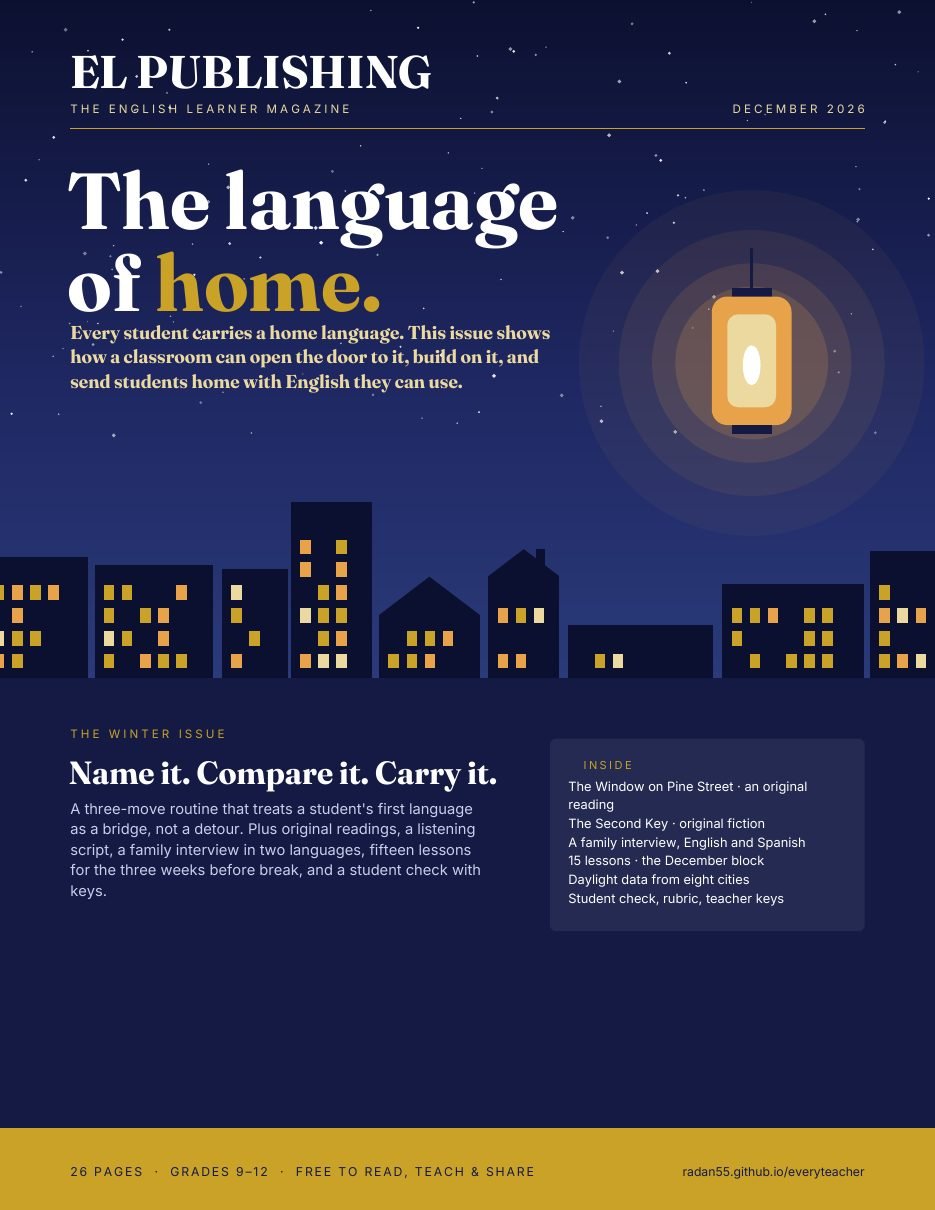 EL PUBLISHING
THE ENGLISH LEARNER MAGAZINE
DECEMBER 2026
The language
of home.
Every student carries a home language. This issue shows
how a classroom can open the door to it, build on it, and
send students home with English they can use.
THE WINTER ISSUE
Name it. Compare it. Carry it.
A three-move routine that treats a student's first language
as a bridge, not a detour. Plus original readings, a listening
script, a family interview in two languages, fifteen lessons
for the three weeks before break, and a student check with
keys.
INSIDE
The Window on Pine Street · an original
reading
The Second Key · original fiction
A family interview, English and Spanish
15 lessons · the December block
Daylight data from eight cities
Student check, rubric, teacher keys
26 PAGES · GRADES 9–12 · FREE TO READ, TEACH & SHARE
radan55.github.io/everyteacher